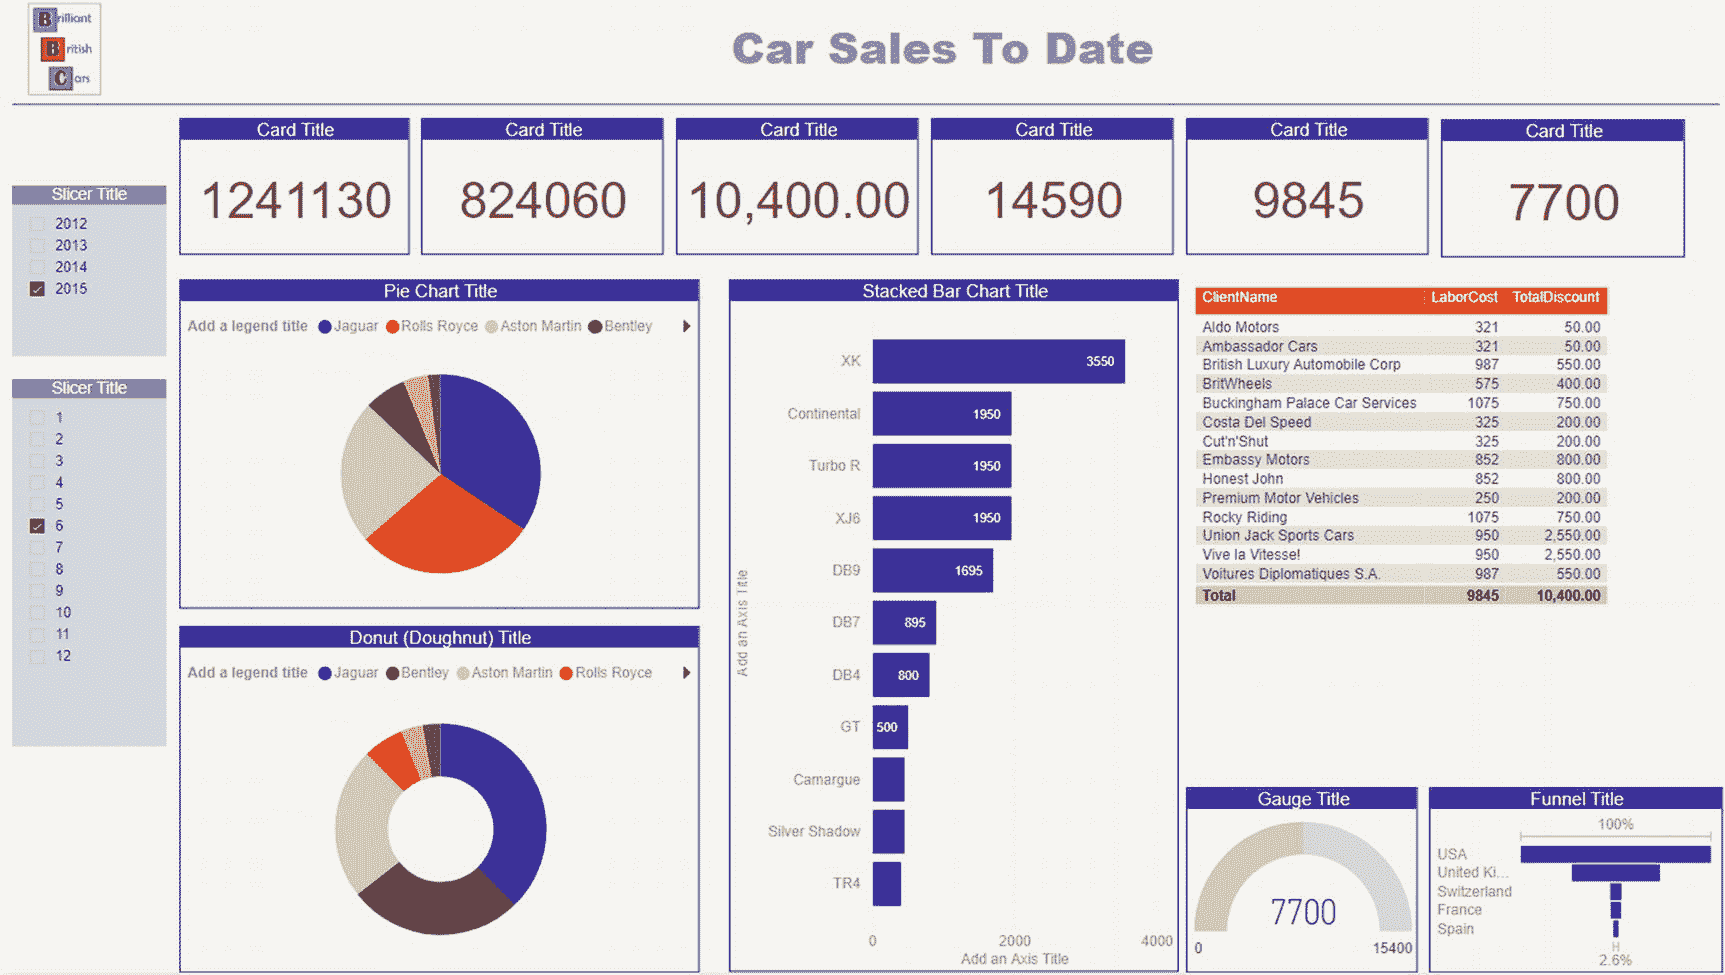 Brilliant
British
Cars
Car Sales To Date
Card Title
1241130
Card Title
824060
Card Title
10,400.00
Card Title
14590
Card Title
9845
Card Title
7700
Slicer Title
2012
2013
2014
2015
Slicer Title
1
2
3
4
5
6
7
8
9
10
11
12
Pie Chart Title
Add a legend title Jaguar Rolls Royce Aston Martin Bentley
Donut (Doughnut) Title
Add a legend title Jaguar Bentley Aston Martin Rolls Royce
Stacked Bar Chart Title
Add an Axis Title
XK 3550
Continental 1950
Turbo R 1950
XJ6 1950
DB9 1695
DB7 895
DB4 800
GT 500
Camargue
Silver Shadow
TR4
0 2000 4000
Add an Axis Title
ClientName LaborCost TotalDiscount
Aldo Motors 321 50.00
Ambassador Cars 321 50.00
British Luxury Automobile Corp 987 550.00
BritWheels 575 400.00
Buckingham Palace Car Services 1075 750.00
Costa Del Speed 325 200.00
Cut'n'Shut 325 200.00
Embassy Motors 852 800.00
Honest John 852 800.00
Premium Motor Vehicles 250 200.00
Rocky Riding 1075 750.00
Union Jack Sports Cars 950 2,550.00
Vive la Vitesse! 950 2,550.00
Voitures Diplomatiques S.A. 987 550.00
Total 9845 10,400.00
Gauge Title
7700
0 15400
Funnel Title
100%
USA
United Ki...
Switzerland
France
Spain
2.6%